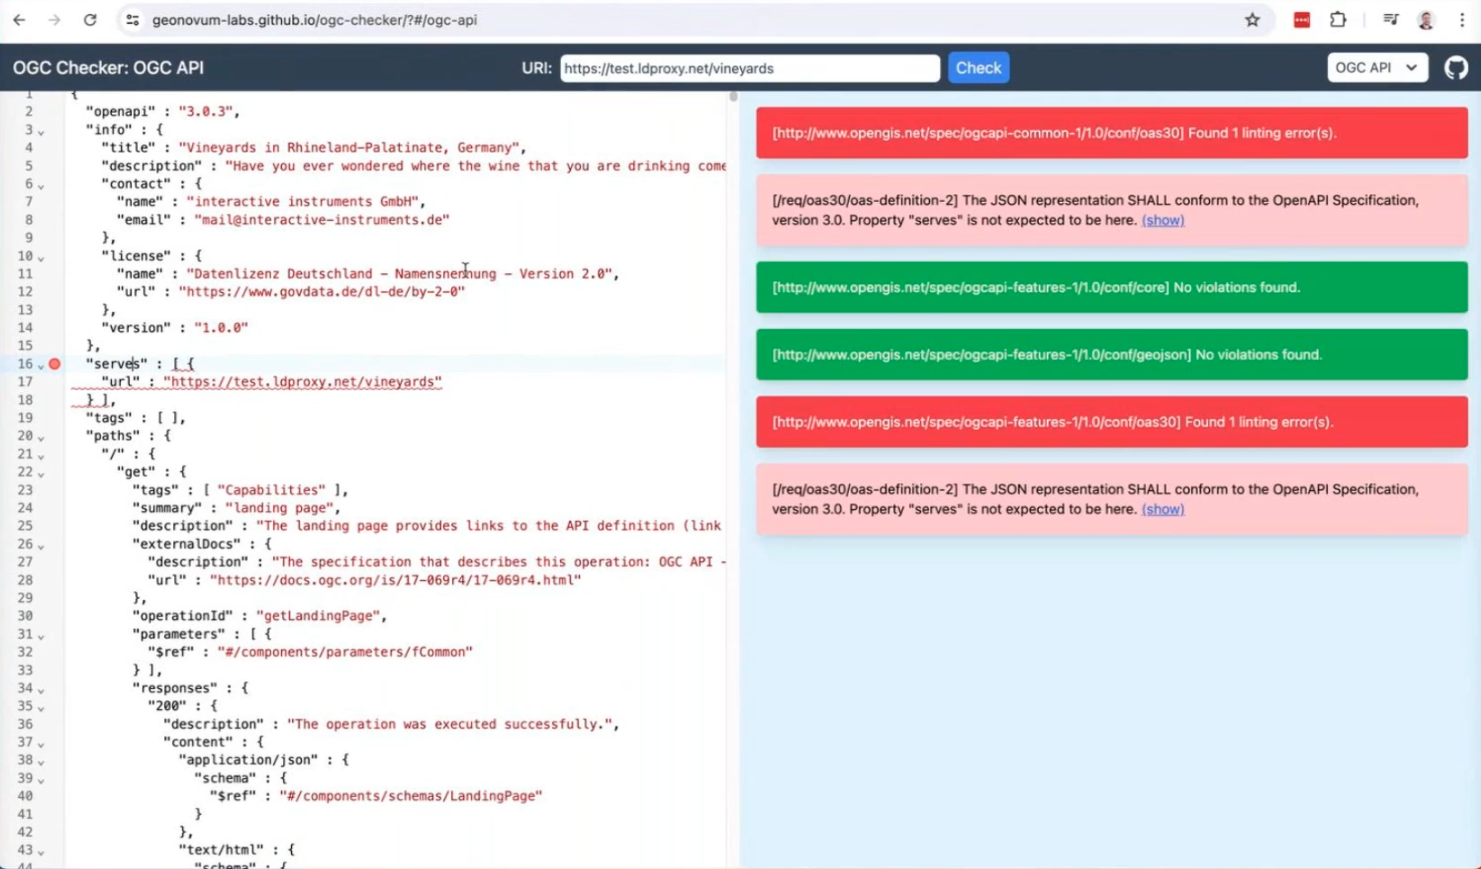 geonovum-labs.github.io/ogc-checker/?#/ogc-api
OGC Checker: OGC API
URI: https://test.ldproxy.net/vineyards Check
OGC API
1 {
2 "openapi" : "3.0.3",
3 "info" : {
4 "title" : "Vineyards in Rhineland-Palatinate, Germany",
5 "description" : "Have you ever wondered where the wine that you are drinking come
6 "contact" : {
7 "name" : "interactive instruments GmbH",
8 "email" : "mail@interactive-instruments.de"
9 },
10 "license" : {
11 "name" : "Datenlizenz Deutschland - Namensnennung - Version 2.0",
12 "url" : "https://www.govdata.de/dl-de/by-2-0"
13 },
14 "version" : "1.0.0"
15 },
16 "serves" : [ {
17 "url" : "https://test.ldproxy.net/vineyards"
18 } ],
19 "tags" : [ ],
20 "paths" : {
21 "/" : {
22 "get" : {
23 "tags" : [ "Capabilities" ],
24 "summary" : "landing page",
25 "description" : "The landing page provides links to the API definition (link
26 "externalDocs" : {
27 "description" : "The specification that describes this operation: OGC API -
28 "url" : "https://docs.ogc.org/is/17-069r4/17-069r4.html"
29 },
30 "operationId" : "getLandingPage",
31 "parameters" : [ {
32 "$ref" : "#/components/parameters/fCommon"
33 } ],
34 "responses" : {
35 "200" : {
36 "description" : "The operation was executed successfully.",
37 "content" : {
38 "application/json" : {
39 "schema" : {
40 "$ref" : "#/components/schemas/LandingPage"
41 }
42 },
43 "text/html" : {
44 "schema" : {
[http://www.opengis.net/spec/ogcapi-common-1/1.0/conf/oas30] Found 1 linting error(s).
[/req/oas30/oas-definition-2] The JSON representation SHALL conform to the OpenAPI Specification,
version 3.0. Property "serves" is not expected to be here. (show)
[http://www.opengis.net/spec/ogcapi-features-1/1.0/conf/core] No violations found.
[http://www.opengis.net/spec/ogcapi-features-1/1.0/conf/geojson] No violations found.
[http://www.opengis.net/spec/ogcapi-features-1/1.0/conf/oas30] Found 1 linting error(s).
[/req/oas30/oas-definition-2] The JSON representation SHALL conform to the OpenAPI Specification,
version 3.0. Property "serves" is not expected to be here. (show)